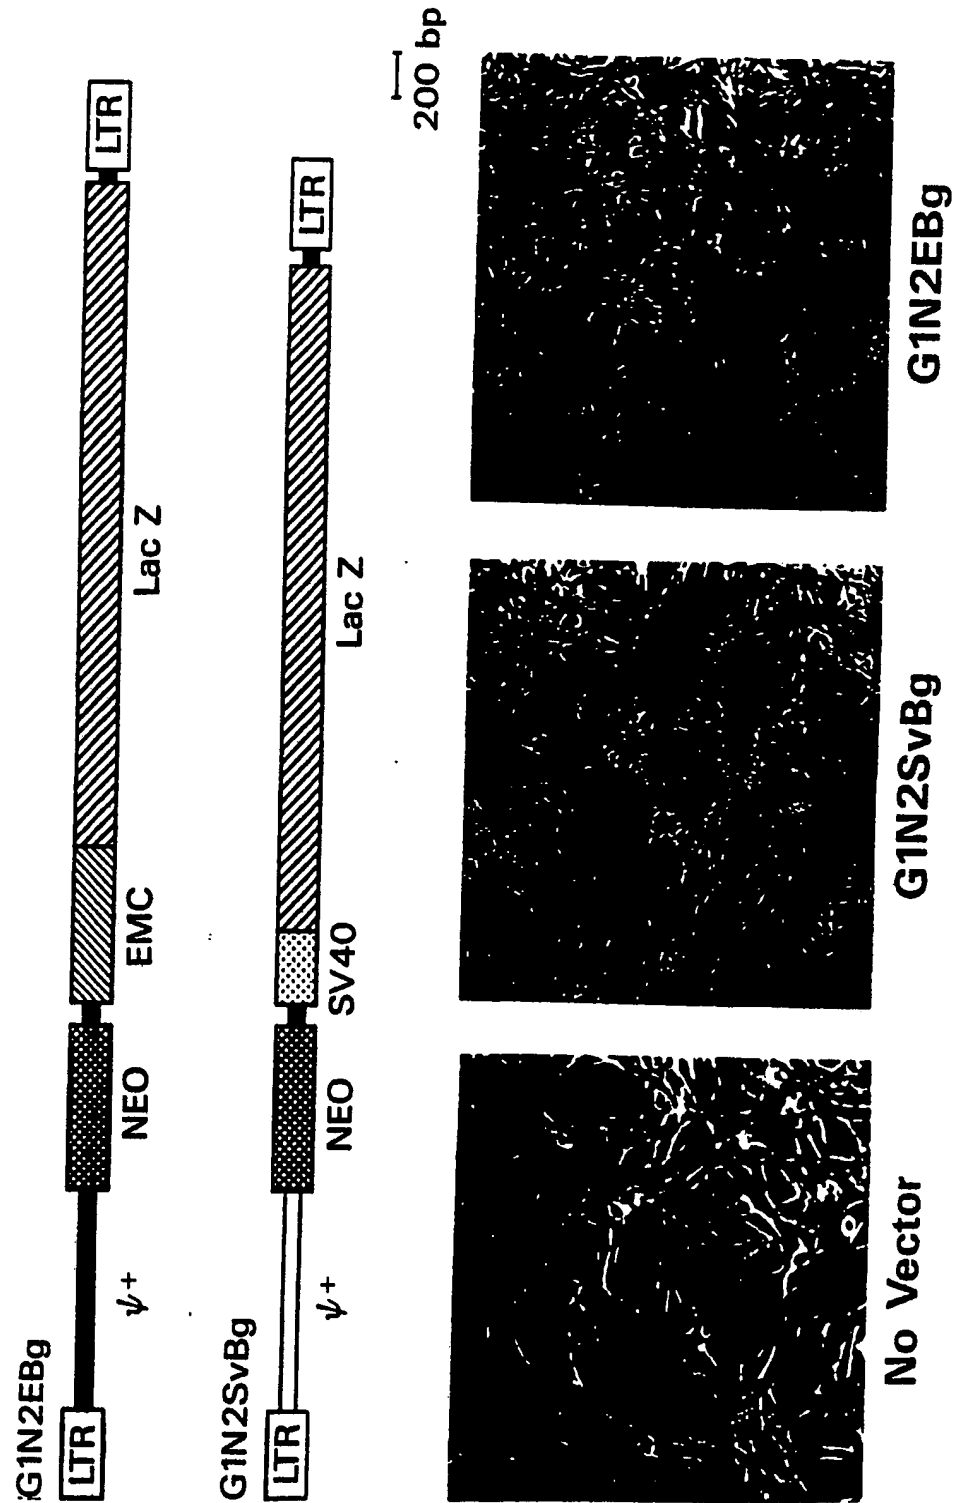 G1N2EBg
LTR
ψ+
NEO
EMC
Lac Z
LTR
G1N2SvBg
LTR
ψ+
NEO
SV40
Lac Z
LTR
200 bp
No Vector
G1N2SvBg
G1N2EBg